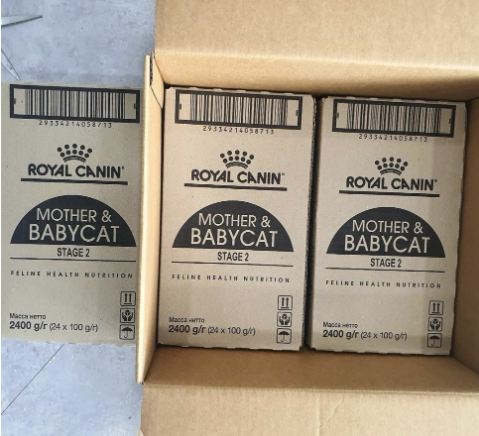 29334214058713
ROYAL CANIN
MOTHER &
BABYCAT
STAGE 2
FELINE HEALTH NUTRITION
Масса нетто
2400 g/г (24 x 100 g/г)
29334214058713
ROYAL CANIN®
MOTHER &
BABYCAT
STAGE 2
FELINE HEALTH NUTRITION
Масса нетто
2400 g/г (24 x 100 g/г)
29334214058713
ROYAL CANIN®
MOTHER &
BABYCAT
STAGE 2
FELINE HEALTH NUTRITION
Масса нетто
2400 g/г (24 x 100 g/г)